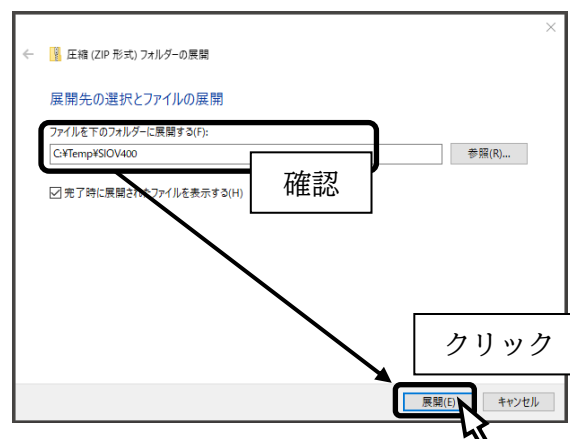 圧縮 (ZIP 形式) フォルダーの展開
展開先の選択とファイルの展開
ファイルを下のフォルダーに展開する(F):
C:¥Temp¥SIOV400
参照(R)...
確認
完了時に展開されたファイルを表示する(H)
クリック
展開(E)
キャンセル